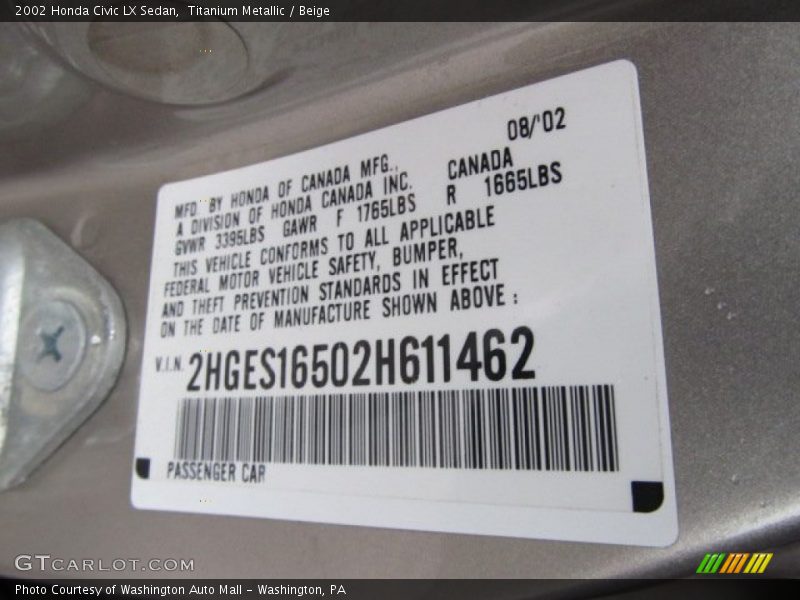 2002 Honda Civic LX Sedan,  Titanium Metallic / Beige
08/'02
MFD. BY HONDA OF CANADA MFG.,
A DIVISION OF HONDA CANADA INC. CANADA
GVWR 3395LBS GAWR F 1765LBS R 1665LBS
THIS VEHICLE CONFORMS TO ALL APPLICABLE
FEDERAL MOTOR VEHICLE SAFETY, BUMPER,
AND THEFT PREVENTION STANDARDS IN EFFECT
ON THE DATE OF MANUFACTURE SHOWN ABOVE :
V.I.N. 2HGES16502H611462
PASSENGER CAR
GTCARLOT.COM
Photo Courtesy of Washington Auto Mall - Washington, PA